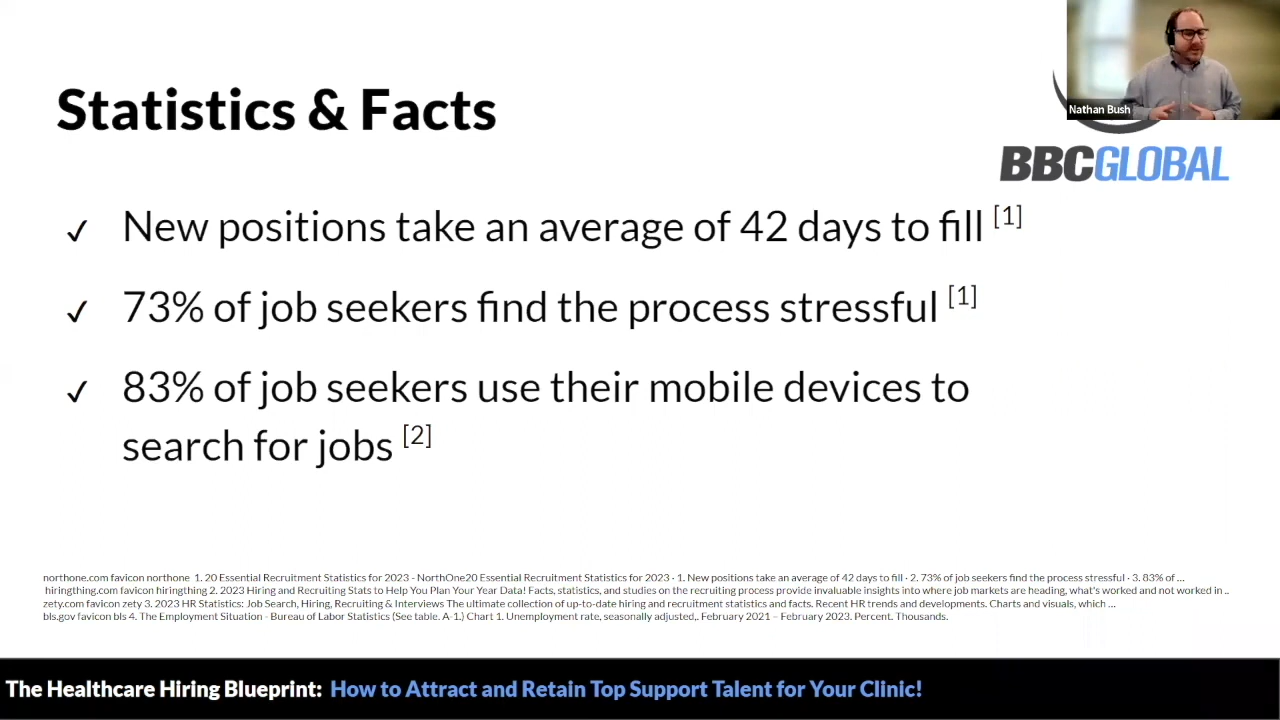 Statistics & Facts
Nathan Bush
BBCGLOBAL
✓ New positions take an average of 42 days to fill [1]
✓ 73% of job seekers find the process stressful [1]
✓ 83% of job seekers use their mobile devices to
search for jobs [2]
northone.com favicon northone 1. 20 Essential Recruitment Statistics for 2023 - NorthOne20 Essential Recruitment Statistics for 2023 · 1. New positions take an average of 42 days to fill · 2. 73% of job seekers find the process stressful · 3. 83% of ...
hiringthing.com favicon hiringthing 2. 2023 Hiring and Recruiting Stats to Help You Plan Your Year Data! Facts, statistics, and studies on the recruiting process provide invaluable insights into where job markets are heading, what's worked and not worked in ..
zety.com favicon zety 3. 2023 HR Statistics: Job Search, Hiring, Recruiting & Interviews The ultimate collection of up-to-date hiring and recruitment statistics and facts. Recent HR trends and developments. Charts and visuals, which ...
bls.gov favicon bls 4. The Employment Situation - Bureau of Labor Statistics (See table. A-1.) Chart 1. Unemployment rate, seasonally adjusted,. February 2021 – February 2023. Percent. Thousands.
The Healthcare Hiring Blueprint: How to Attract and Retain Top Support Talent for Your Clinic!